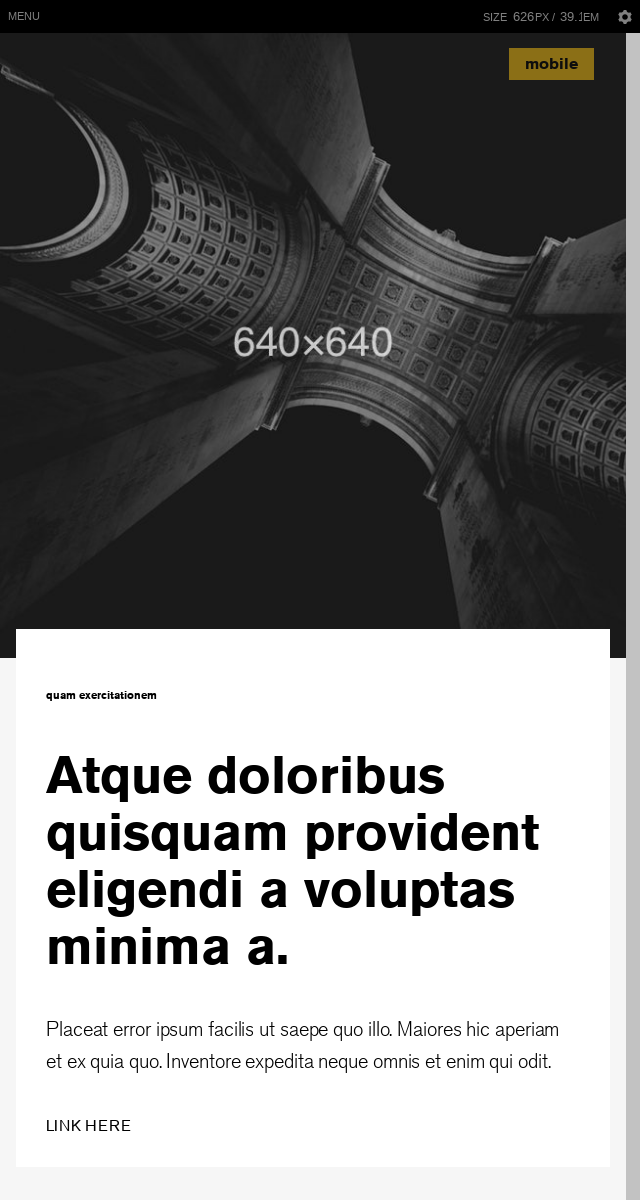 MENU
SIZE 626PX /
mobile
640×640
quam exercitationem
Atque doloribus
quisquam provident
eligendi a voluptas
minima a.
Placeat error ipsum facilis ut saepe quo illo. Maiores hic aperiam
et ex quia quo. Inventore expedita neque omnis et enim qui odit.
LINK HERE